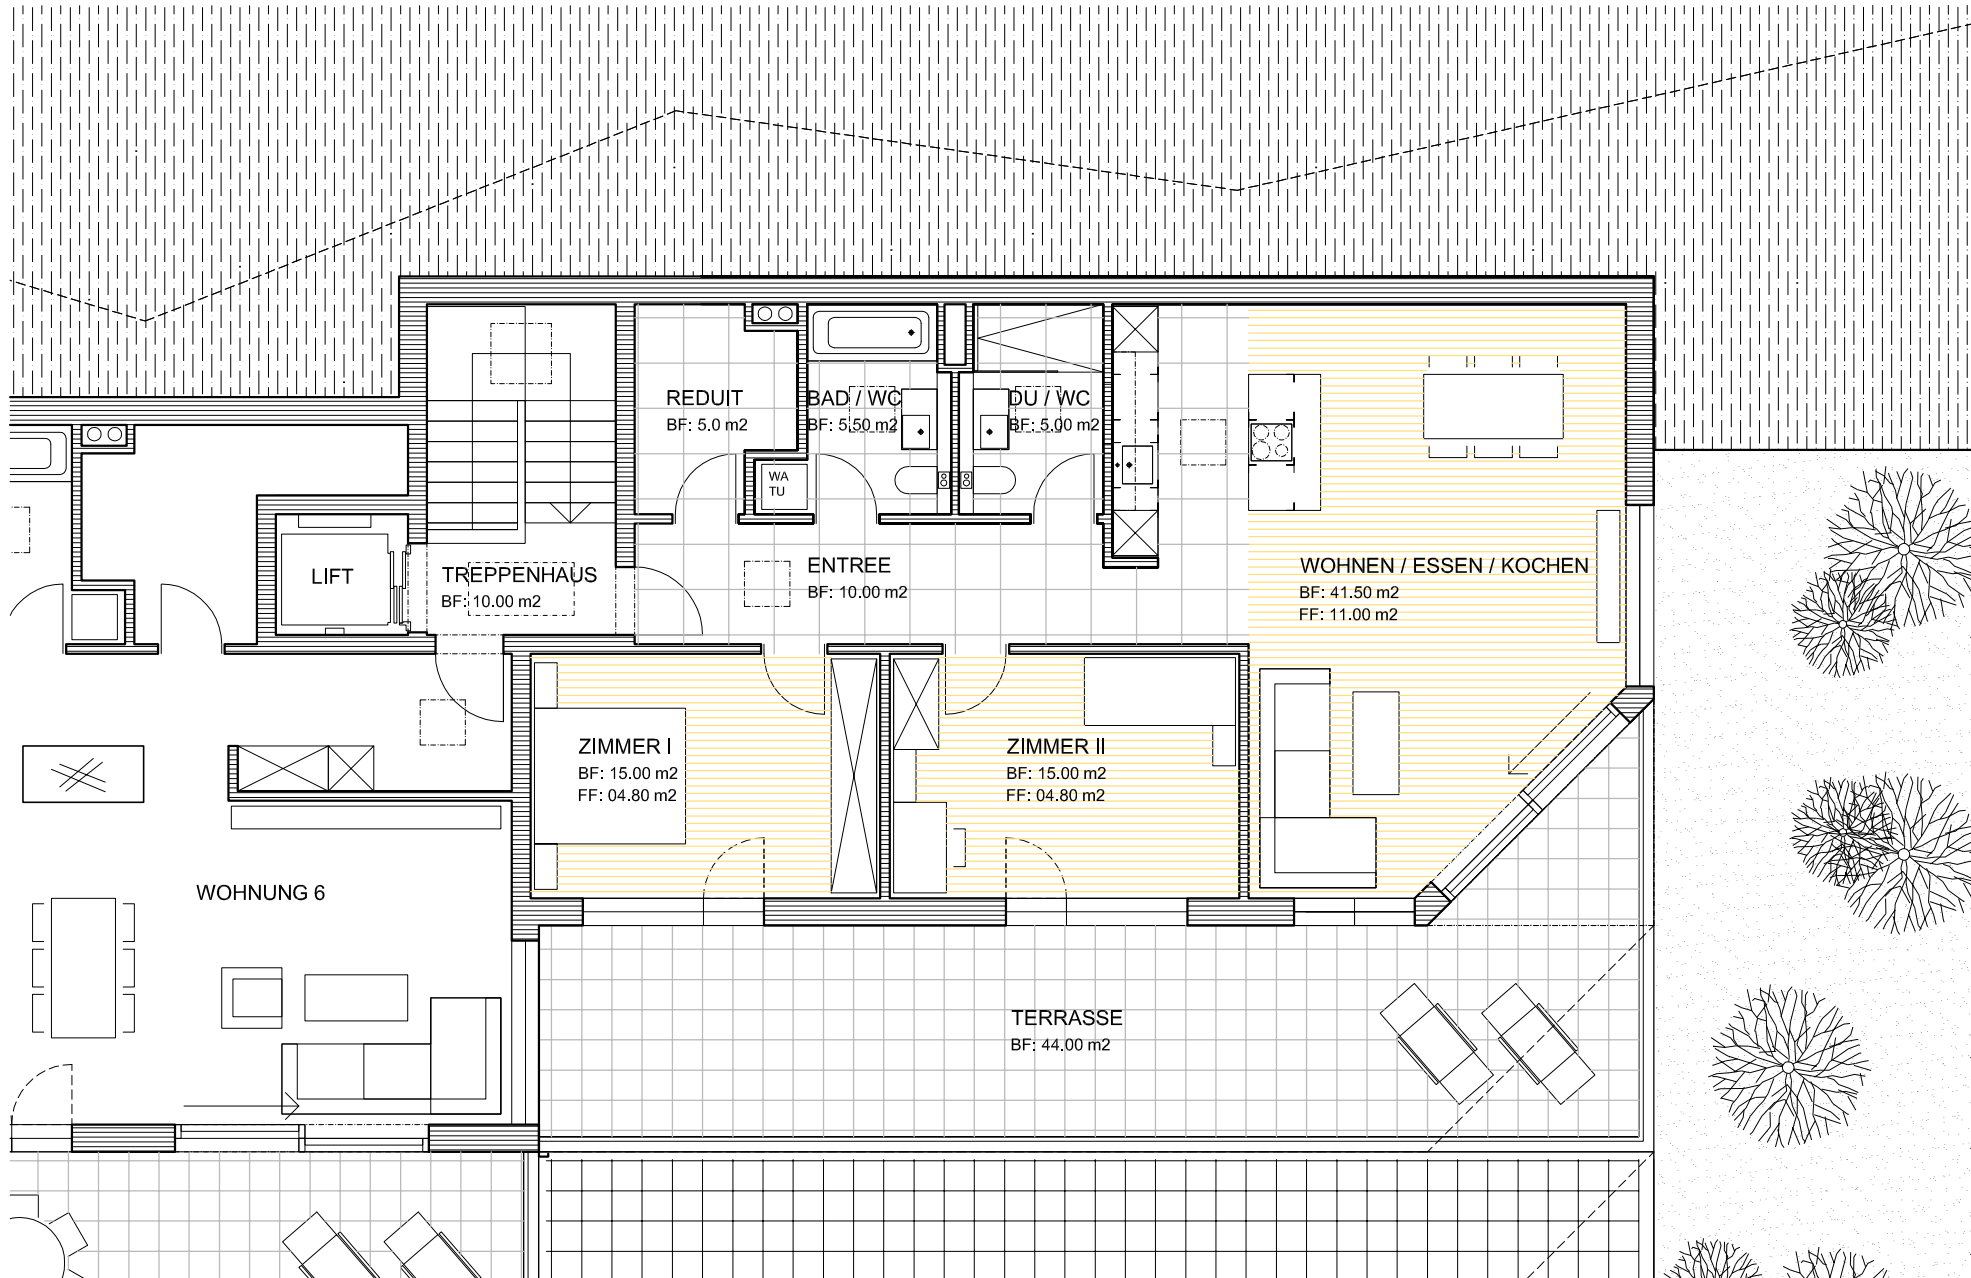 REDUIT
BF: 5.0 m2
BAD / WC
BF: 5.50 m2
DU / WC
BF: 5.00 m2
WA
TU
LIFT
TREPPENHAUS
BF: 10.00 m2
ENTREE
BF: 10.00 m2
WOHNEN / ESSEN / KOCHEN
BF: 41.50 m2
FF: 11.00 m2
ZIMMER I
BF: 15.00 m2
FF: 04.80 m2
ZIMMER II
BF: 15.00 m2
FF: 04.80 m2
WOHNUNG 6
TERRASSE
BF: 44.00 m2